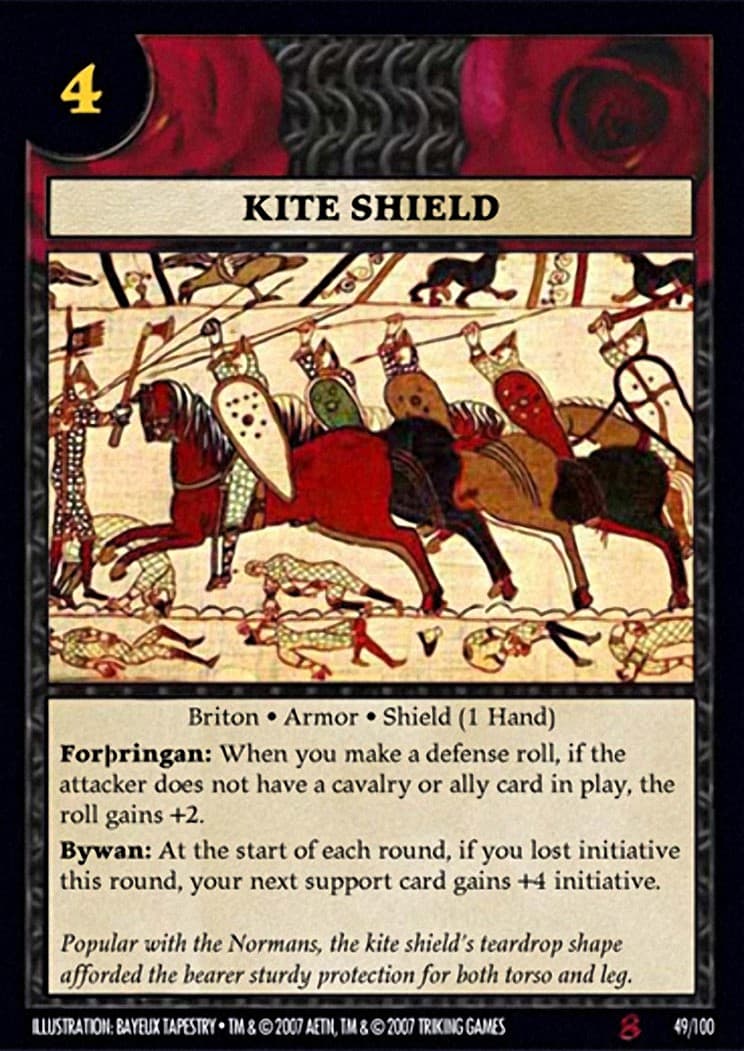 4
KITE SHIELD
Briton • Armor • Shield (1 Hand)
Forþringan: When you make a defense roll, if the
attacker does not have a cavalry or ally card in play, the
roll gains +2.
Bywan: At the start of each round, if you lost initiative
this round, your next support card gains +4 initiative.
Popular with the Normans, the kite shield's teardrop shape
afforded the bearer sturdy protection for both torso and leg.
ILLUSTRATION: BAYEUX TAPESTRY • TM & © 2007 AETN, TM & © 2007 TRIKING GAMES 8 49/100